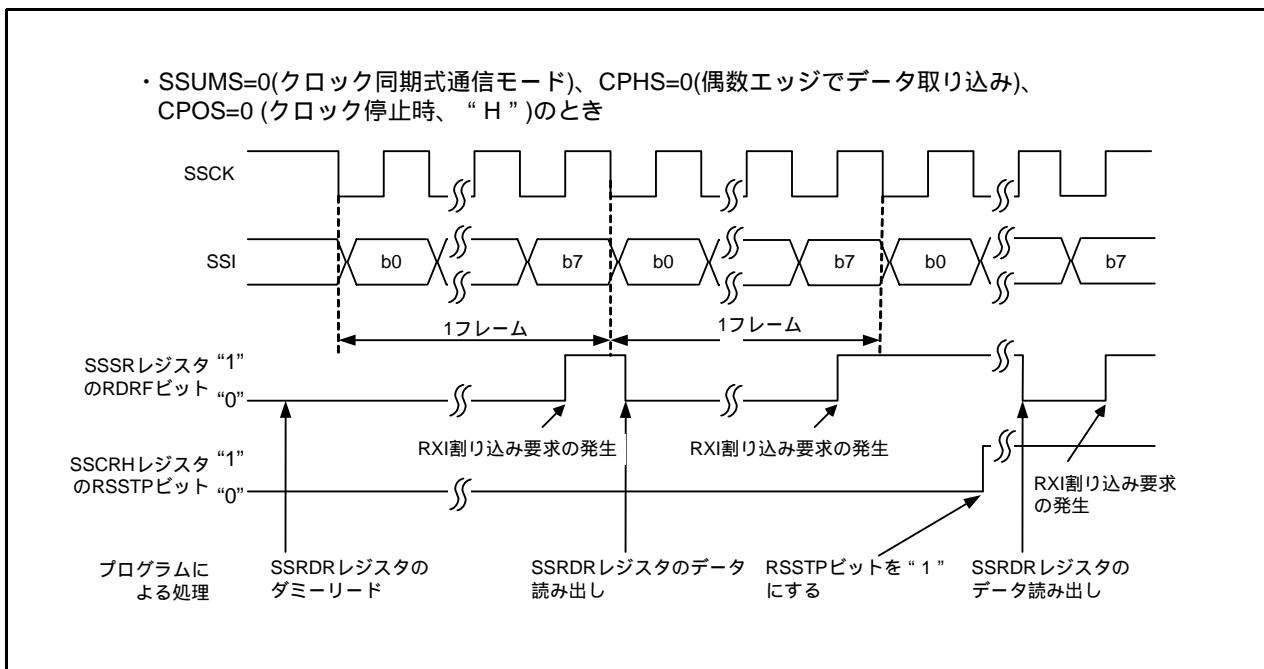 ・SSUMS=0(クロック同期式通信モード)、CPHS=0(偶数エッジでデータ取り込み)、
CPOS=0 (クロック停止時、 “ H ” )のとき
SSCK
SSI
b0
b7
b0
b7
b0
b7
1フレーム
1フレーム
SSSRレジスタ “1”
のRDRFビット “0”
RXI割り込み要求の発生
RXI割り込み要求の発生
RXI割り込み要求
の発生
SSCRHレジスタ “1”
のRSSTPビット “0”
プログラムに
よる処理
SSRDRレジスタの
ダミーリード
SSRDRレジスタのデータ
読み出し
RSSTPビットを “ 1 ”
にする
SSRDRレジスタの
データ読み出し